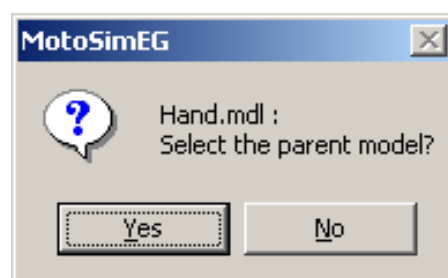 MotoSimEG
Hand.mdl :
Select the parent model?
Yes
No